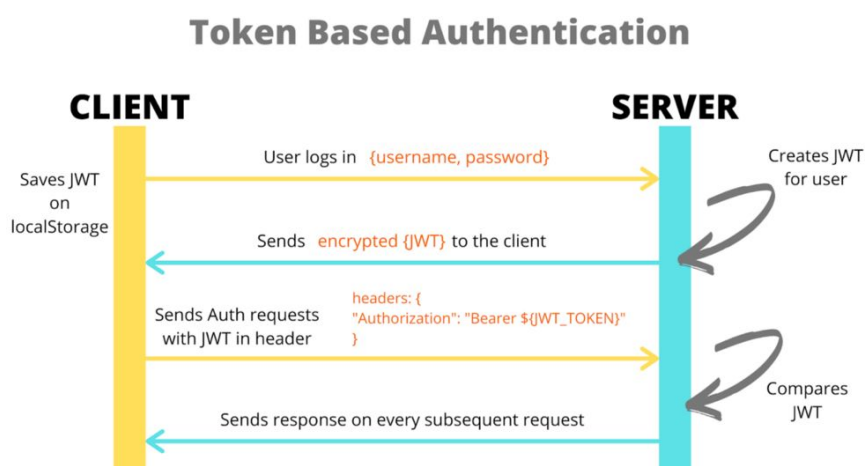 Token Based Authentication
CLIENT
SERVER
User logs in {username, password}
Creates JWT
for user
Saves JWT
on
localStorage
Sends encrypted {JWT} to the client
Sends Auth requests
with JWT in header
headers: {
"Authorization": "Bearer ${JWT_TOKEN}"
}
Compares
JWT
Sends response on every subsequent request